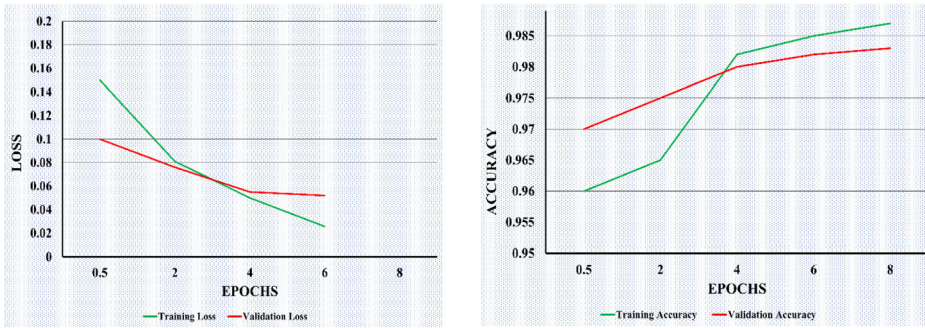 0.2
0.18
0.16
0.14
0.12
0.1
0.08
0.06
0.04
0.02
0
LOSS
0.5 2 4 6 8
EPOCHS
Training Loss Validation Loss
0.985
0.98
0.975
0.97
0.965
0.96
0.955
0.95
ACCURACY
0.5 2 4 6 8
EPOCHS
Training Accuracy Validation Accuracy